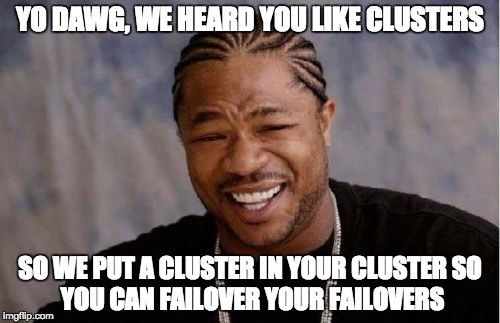 YO DAWG, WE HEARD YOU LIKE CLUSTERS
SO WE PUT A CLUSTER IN YOUR CLUSTER SO
YOU CAN FAILOVER YOUR FAILOVERS
imgflip.com